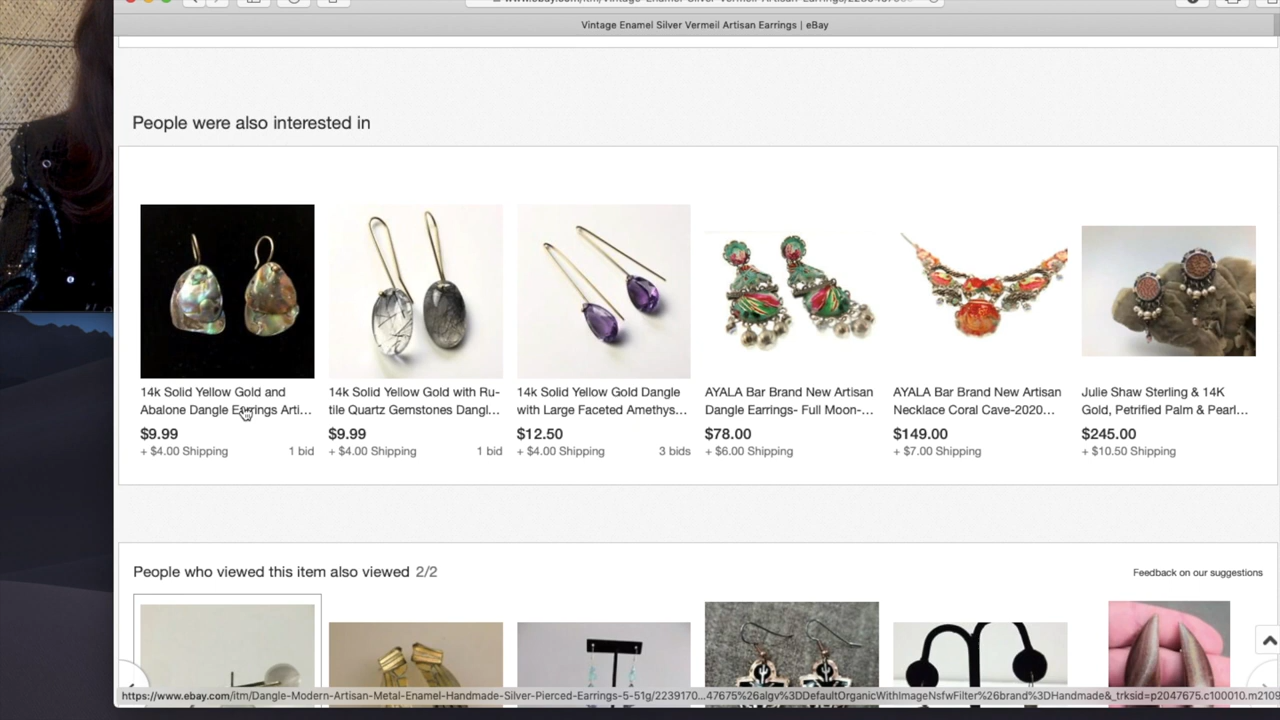 Vintage Enamel Silver Vermeil Artisan Earrings | eBay
People were also interested in
14k Solid Yellow Gold and
Abalone Dangle Earrings Arti...
$9.99
+ $4.00 Shipping 1 bid
14k Solid Yellow Gold with Ru-
tile Quartz Gemstones Dangl...
$9.99
+ $4.00 Shipping 1 bid
14k Solid Yellow Gold Dangle
with Large Faceted Amethys...
$12.50
+ $4.00 Shipping 3 bids
AYALA Bar Brand New Artisan
Dangle Earrings- Full Moon-...
$78.00
+ $6.00 Shipping
AYALA Bar Brand New Artisan
Necklace Coral Cave-2020...
$149.00
+ $7.00 Shipping
Julie Shaw Sterling & 14K
Gold, Petrified Palm & Pearl...
$245.00
+ $10.50 Shipping
People who viewed this item also viewed 2/2
Feedback on our suggestions
https://www.ebay.com/itm/Dangle-Modern-Artisan-Metal-Enamel-Handmade-Silver-Pierced-Earrings-5-51g/2239170...47675%26algv%3DDefaultOrganicWithImageNsfwFilter%26brand%3DHandmade&_trksid=p2047675.c100010.m2109